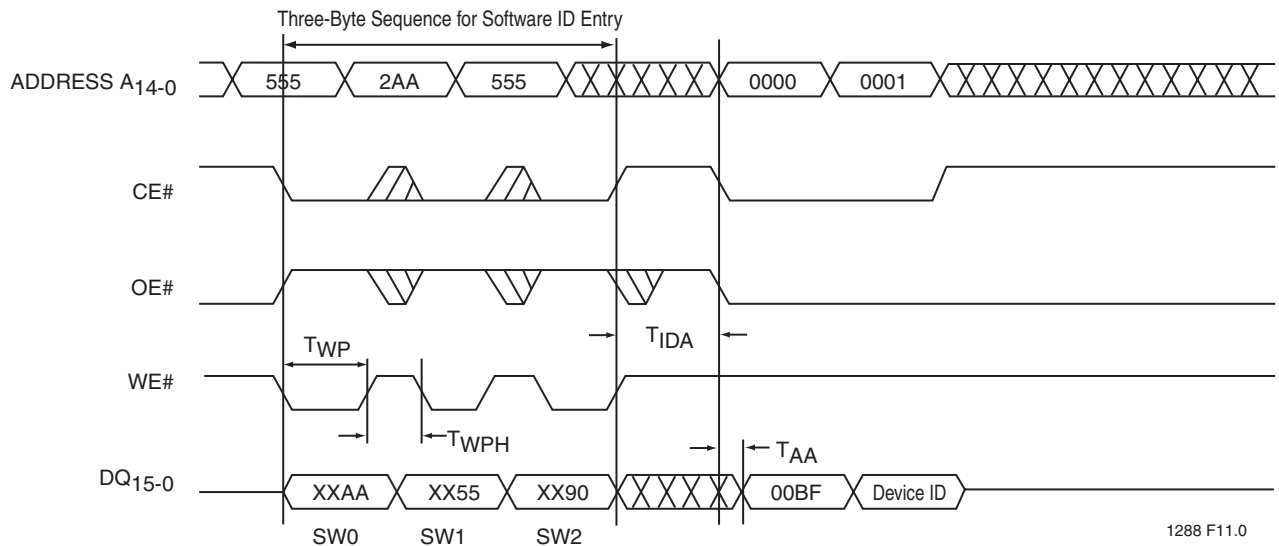 Three-Byte Sequence for Software ID Entry
ADDRESS A14-0
555
2AA
555
0000
0001
CE#
OE#
TIDA
TWP
WE#
TWPH
TAA
DQ15-0
XXAA
XX55
XX90
00BF
Device ID
SW0
SW1
SW2
1288 F11.0